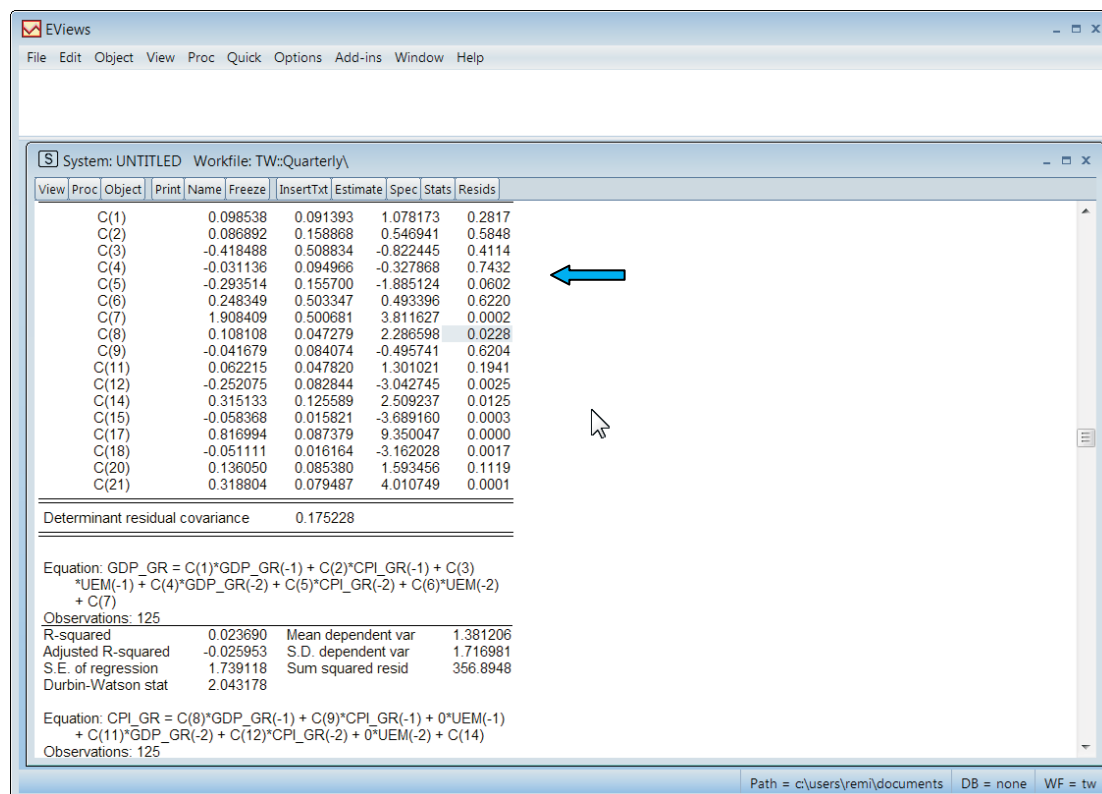 EViews
File Edit Object View Proc Quick Options Add-ins Window Help
S System: UNTITLED Workfile: TW::Quarterly\
View Proc Object Print Name Freeze InsertTxt Estimate Spec Stats Resids
C(1) 0.098538 0.091393 1.078173 0.2817
C(2) 0.086892 0.158868 0.546941 0.5848
C(3) -0.418488 0.508834 -0.822445 0.4114
C(4) -0.031136 0.094966 -0.327868 0.7432
C(5) -0.293514 0.155700 -1.885124 0.0602
C(6) 0.248349 0.503347 0.493396 0.6220
C(7) 1.908409 0.500681 3.811627 0.0002
C(8) 0.108108 0.047279 2.286598 0.0228
C(9) -0.041679 0.084074 -0.495741 0.6204
C(11) 0.062215 0.047820 1.301021 0.1941
C(12) -0.252075 0.082844 -3.042745 0.0025
C(14) 0.315133 0.125589 2.509237 0.0125
C(15) -0.058368 0.015821 -3.689160 0.0003
C(17) 0.816994 0.087379 9.350047 0.0000
C(18) -0.051111 0.016164 -3.162028 0.0017
C(20) 0.136050 0.085380 1.593456 0.1119
C(21) 0.318804 0.079487 4.010749 0.0001
Determinant residual covariance 0.175228
Equation: GDP_GR = C(1)*GDP_GR(-1) + C(2)*CPI_GR(-1) + C(3)
*UEM(-1) + C(4)*GDP_GR(-2) + C(5)*CPI_GR(-2) + C(6)*UEM(-2)
+ C(7)
Observations: 125
R-squared 0.023690 Mean dependent var 1.381206
Adjusted R-squared -0.025953 S.D. dependent var 1.716981
S.E. of regression 1.739118 Sum squared resid 356.8948
Durbin-Watson stat 2.043178
Equation: CPI_GR = C(8)*GDP_GR(-1) + C(9)*CPI_GR(-1) + 0*UEM(-1)
+ C(11)*GDP_GR(-2) + C(12)*CPI_GR(-2) + 0*UEM(-2) + C(14)
Observations: 125
Path = c:\users\remi\documents DB = none WF = tw